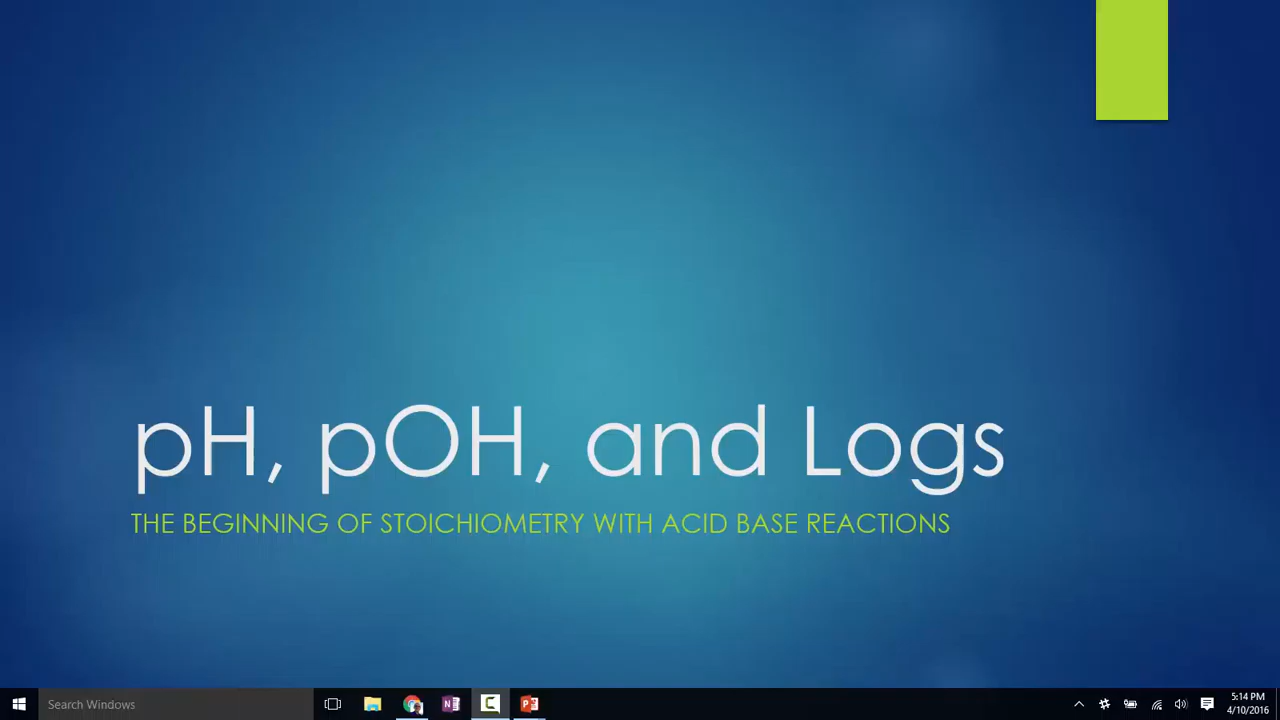 pH, pOH, and Logs
THE BEGINNING OF STOICHIOMETRY WITH ACID BASE REACTIONS
Search Windows
5:14 PM
4/10/2016